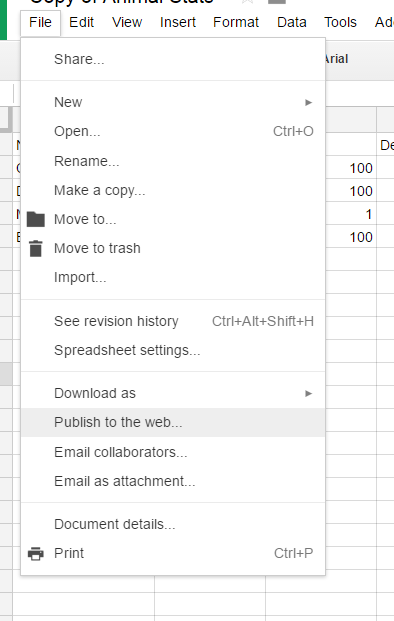 Copy of Animal Stats
File Edit View Insert Format Data Tools
Share...
Arial
New
Open... Ctrl+O
Rename...
De
Make a copy... 100
Move to... 100
Move to trash 1
100
Import...
See revision history Ctrl+Alt+Shift+H
Spreadsheet settings...
Download as
Publish to the web...
Email collaborators...
Email as attachment...
Document details...
Print Ctrl+P